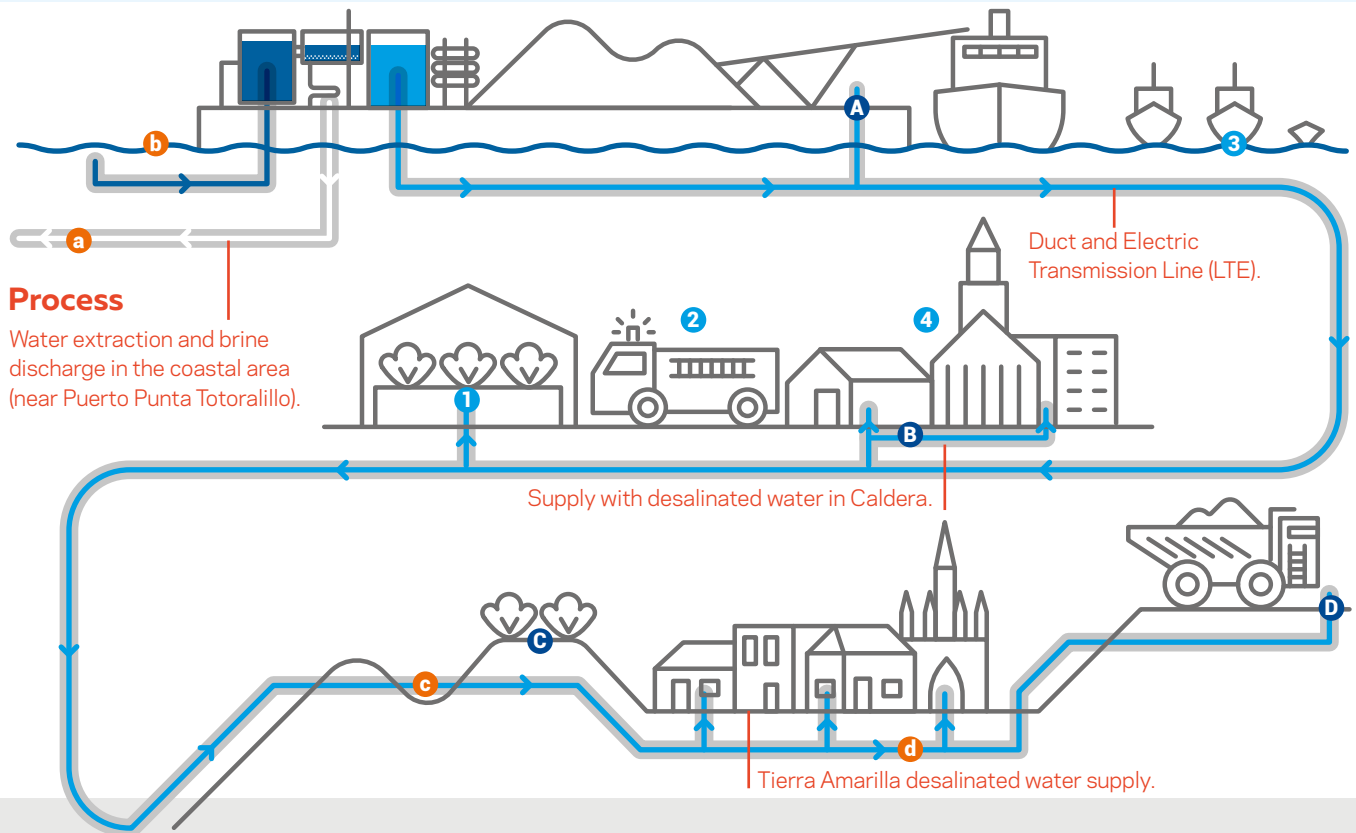 A
b
3
a
Duct and Electric
Transmission Line (LTE).
Process
Water extraction and brine
discharge in the coastal area
(near Puerto Punta Totoralillo).
2
4
1
B
Supply with desalinated water in Caldera.
D
C
c
d
Tierra Amarilla desalinated water supply.